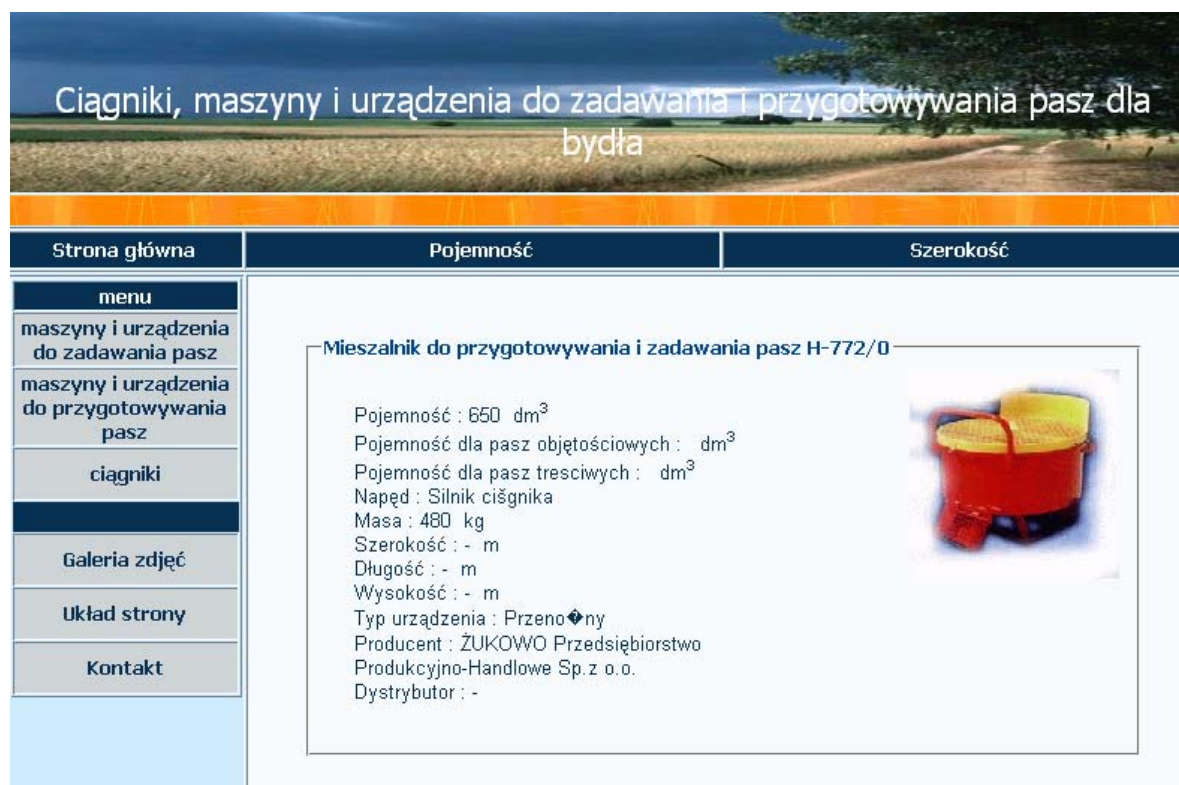 Ciągniki, maszyny i urządzenia do zadawania i przygotowywania pasz dla
bydła
Strona główna
Pojemność
Szerokość
menu
maszyny i urządzenia
do zadawania pasz
maszyny i urządzenia
do przygotowywania
pasz
ciągniki
Galeria zdjęć
Układ strony
Kontakt
Mieszalnik do przygotowywania i zadawania pasz H-772/0
Pojemność : 650 dm³
Pojemność dla pasz objętościowych : dm³
Pojemność dla pasz tresciwych : dm³
Napęd : Silnik cišgnika
Masa : 480 kg
Szerokość : - m
Długość : - m
Wysokość : - m
Typ urządzenia : Przeno�ny
Producent : ŻUKOWO Przedsiębiorstwo
Produkcyjno-Handlowe Sp.z o.o.
Dystrybutor : -